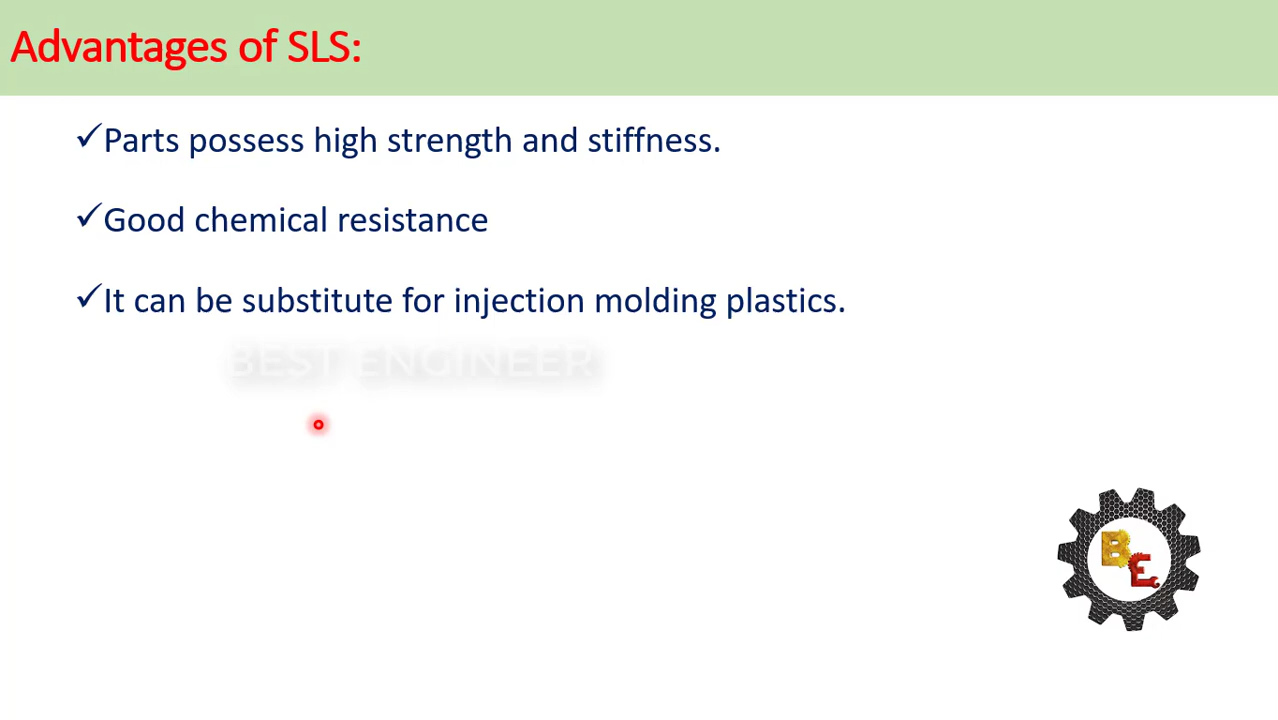 Advantages of SLS:
✓Parts possess high strength and stiffness.
✓Good chemical resistance
✓It can be substitute for injection molding plastics.
BEST ENGINEER
BE